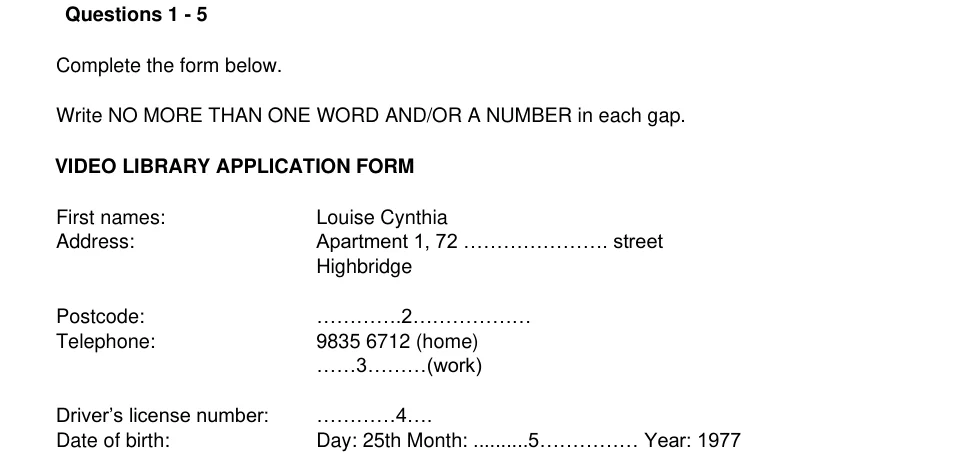 Questions 1 - 5
Complete the form below.
Write NO MORE THAN ONE WORD AND/OR A NUMBER in each gap.
VIDEO LIBRARY APPLICATION FORM
First names: Louise Cynthia
Address: Apartment 1, 72 …………………. street
Highbridge
Postcode: ………….2………………
Telephone: 9835 6712 (home)
……3………(work)
Driver’s license number: …………4….
Date of birth: Day: 25th Month: ..........5…………… Year: 1977